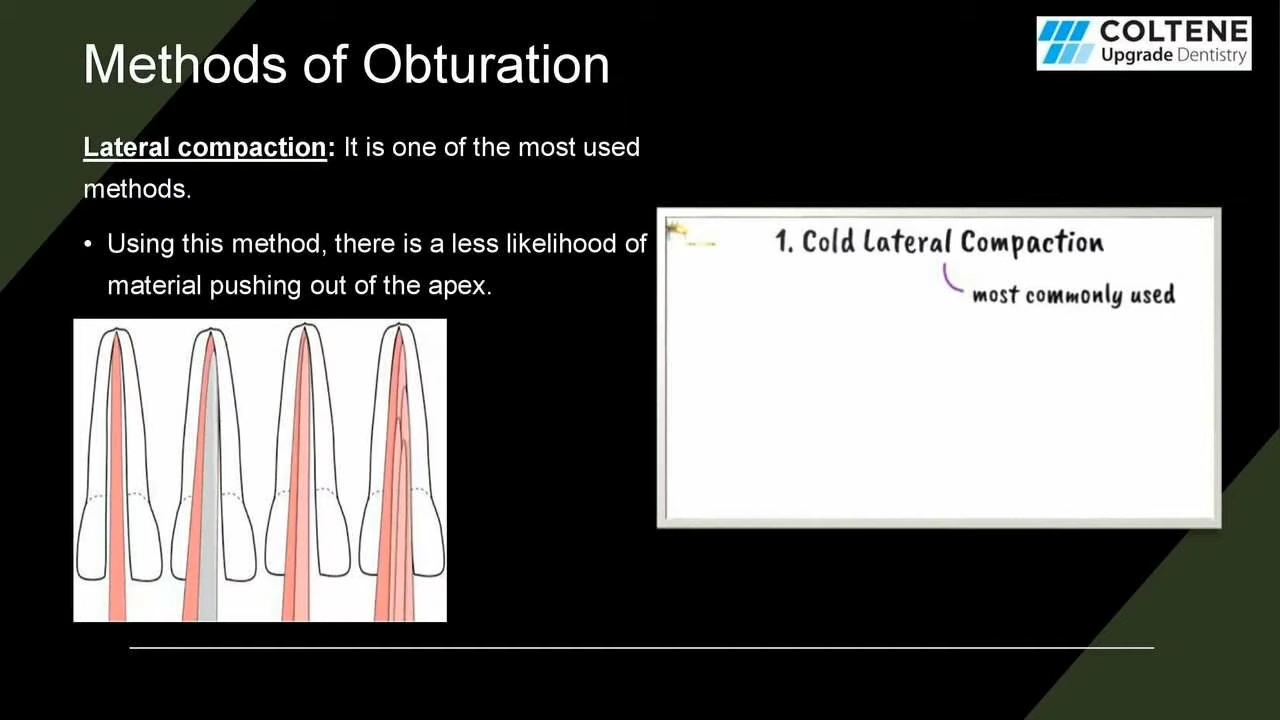 Methods of Obturation
COLTENE
Upgrade Dentistry
Lateral compaction: It is one of the most used
methods.
• Using this method, there is a less likelihood of
material pushing out of the apex.
1. Cold Lateral Compaction
most commonly used